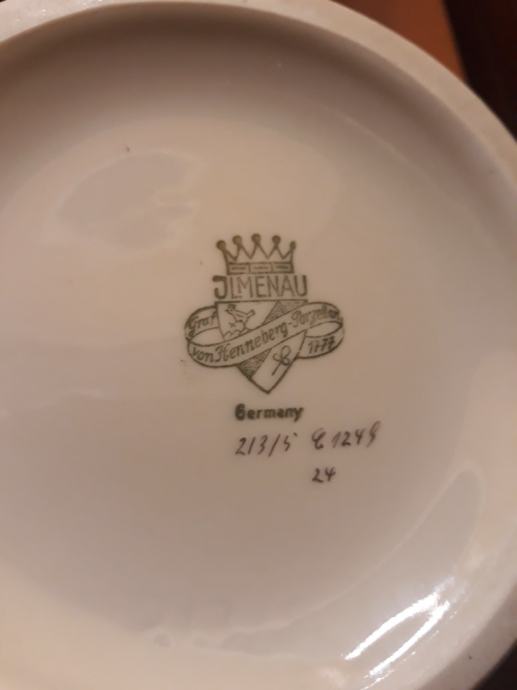 JLMENAU
Graf von Henneberg-Porzellan 1777
Germany
213/5 C 1249
24